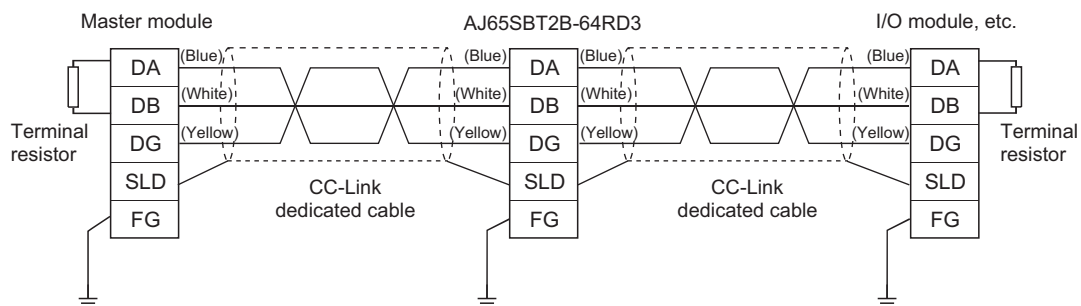 Master module
AJ65SBT2B-64RD3
I/O module, etc.
(Blue)
(Blue)
(Blue)
(Blue)
DA
DA
DA
(White)
(White)
(White)
(White)
DB
DB
DB
(Yellow)
(Yellow)
(Yellow)
(Yellow)
DG
DG
DG
Terminal
resistor
Terminal
resistor
SLD
SLD
SLD
CC-Link
dedicated cable
CC-Link
dedicated cable
FG
FG
FG